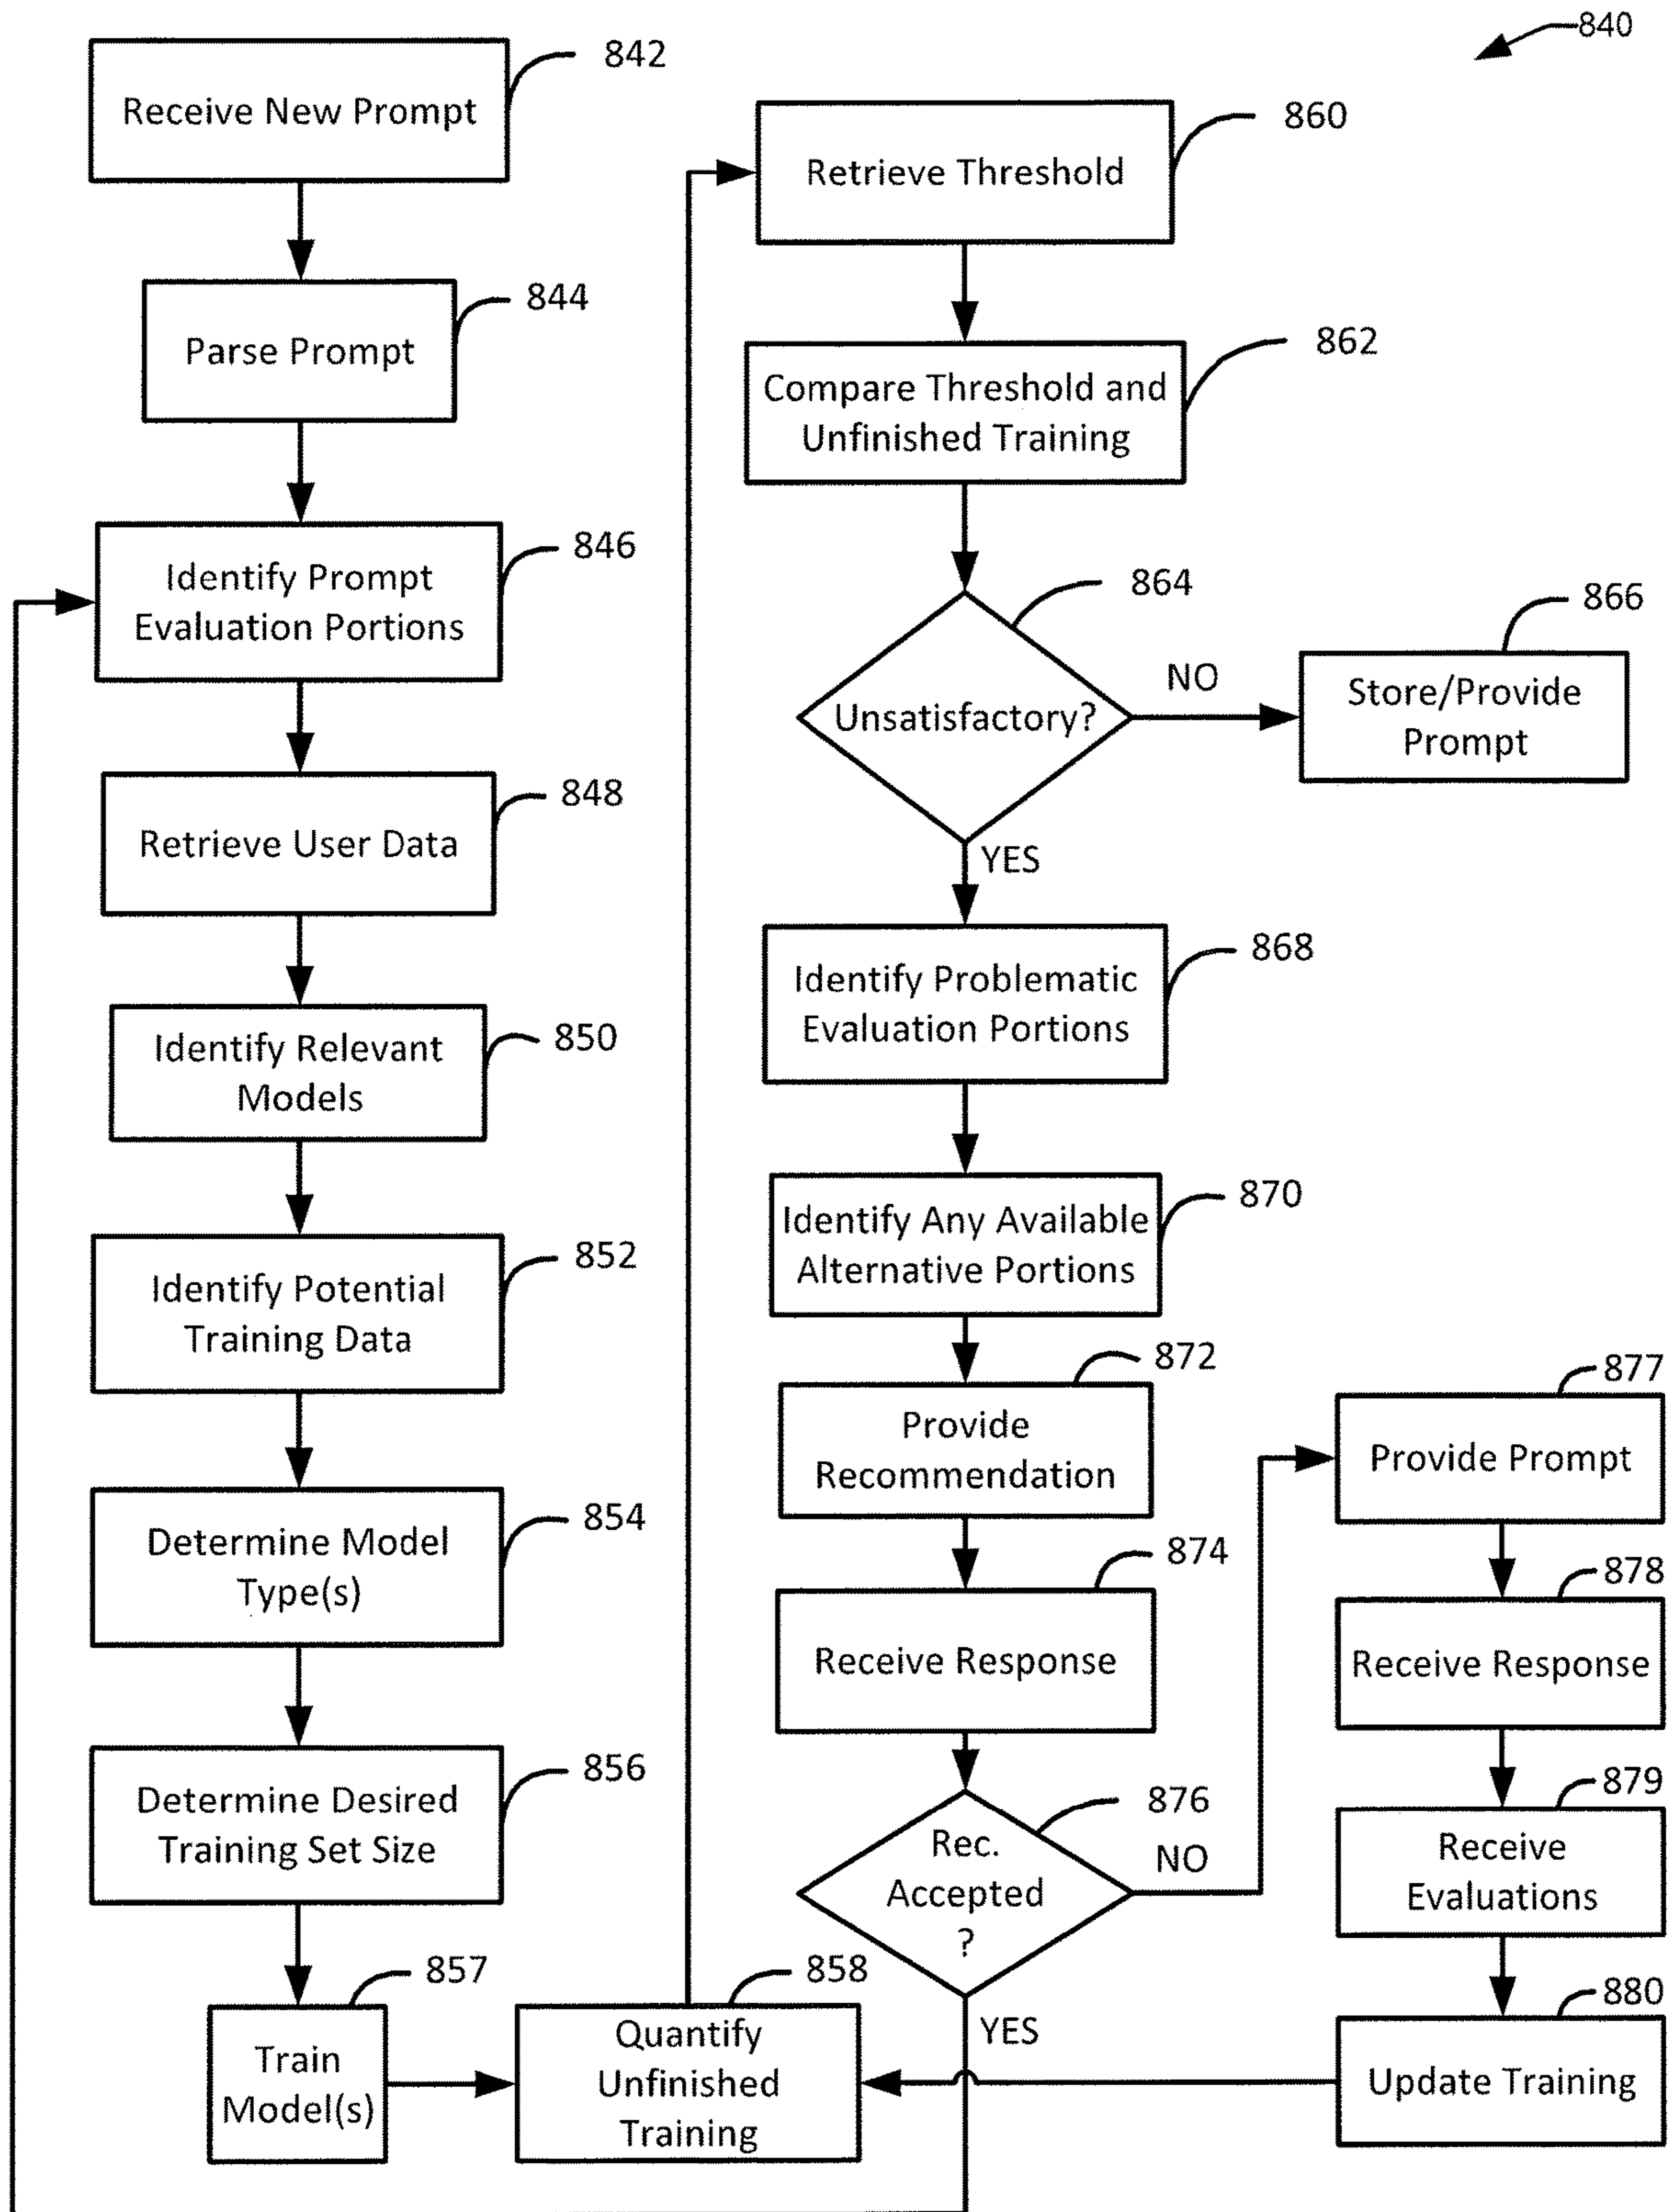 840
842
Receive New Prompt
844
Parse Prompt
846
Identify Prompt
Evaluation Portions
848
Retrieve User Data
850
Identify Relevant
Models
852
Identify Potential
Training Data
854
Determine Model
Type(s)
856
Determine Desired
Training Set Size
857
Train
Model(s)
858
Quantify
Unfinished
Training
860
Retrieve Threshold
862
Compare Threshold and
Unfinished Training
864
Unsatisfactory?
NO
866
Store/Provide
Prompt
YES
868
Identify Problematic
Evaluation Portions
870
Identify Any Available
Alternative Portions
872
Provide
Recommendation
874
Receive Response
876
Rec.
Accepted
?
NO
YES
877
Provide Prompt
878
Receive Response
879
Receive
Evaluations
880
Update Training